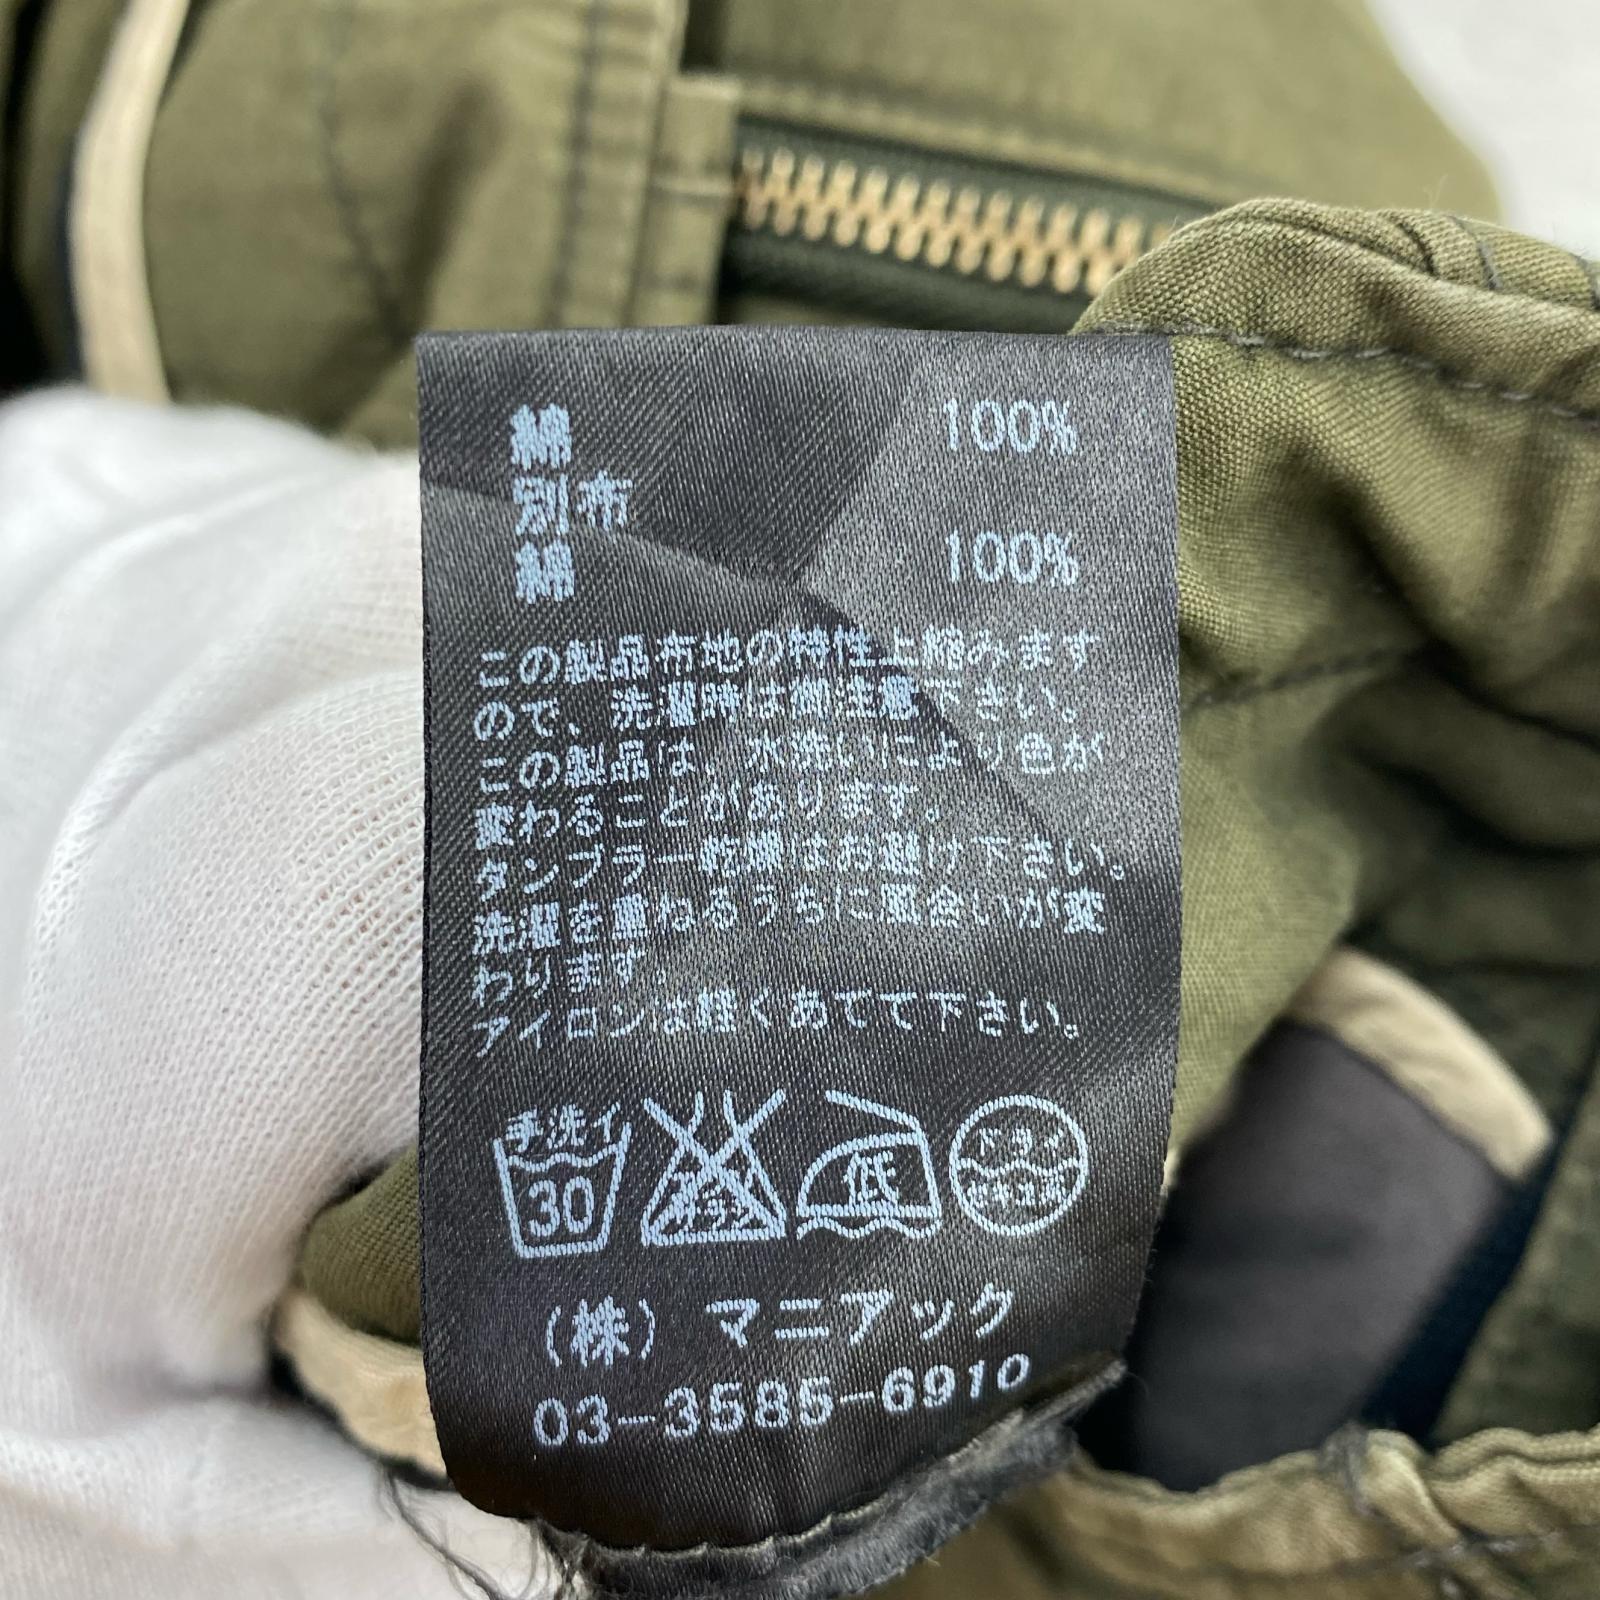 綿 100%
別布
綿 100%
この製品布地の特性上縮みます
ので、洗濯時は御注意下さい。
この製品は、水洗いにより色が
変わることがあります。
タンブラー乾燥はお避け下さい。
洗濯を重ねるうちに風合いが変
わります。
アイロンは軽くあてて下さい。
手洗イ
30
低
ドライ
(株) マニアック
03-3585-6910